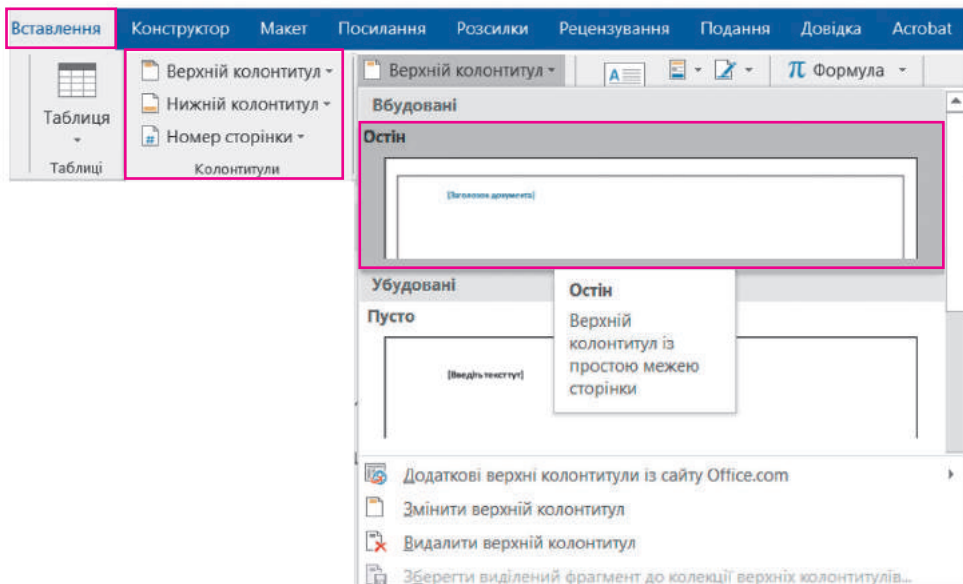 Вставлення Конструктор Макет Посилання Розсилки Рецензування Подання Довідка Acrobat
Таблиця
Таблиці
Верхній колонтитул
Нижній колонтитул
Номер сторінки
Колонтитули
Верхній колонтитул
π Формула
Вбудовані
Остін
[Заголовок документа]
Убудовані
Пусто
[Введіть текст тут]
Остін
Верхній
колонтитул із
простою межею
сторінки
Додаткові верхні колонтитули із сайту Office.com
Змінити верхній колонтитул
Видалити верхній колонтитул
Зберегти виділений фрагмент до колекції верхніх колонтитулів...